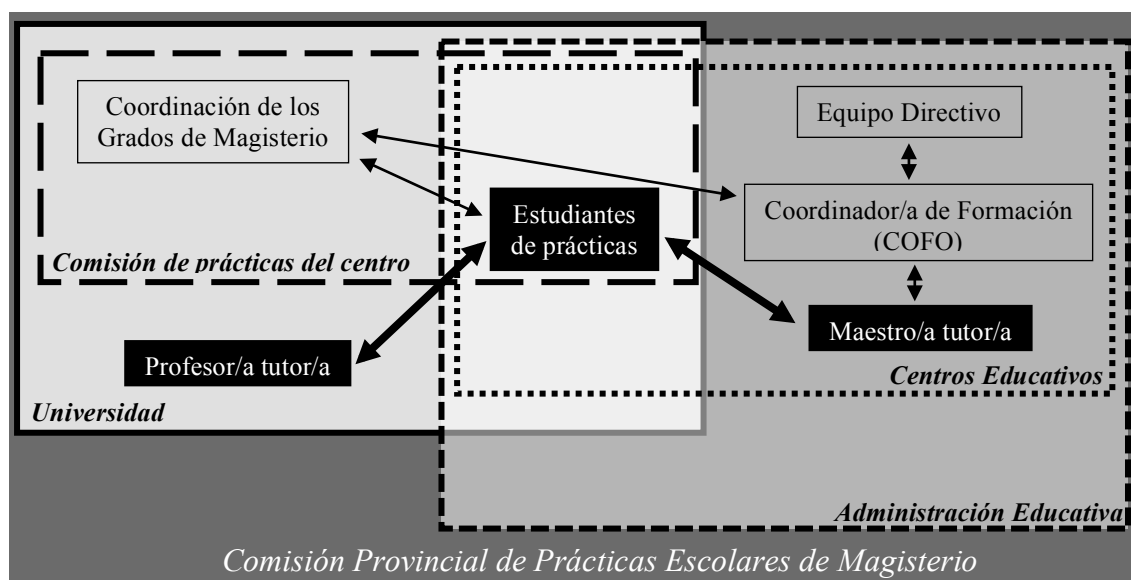 Coordinación de los
Grados de Magisterio
Equipo Directivo
Estudiantes
de prácticas
Coordinador/a de Formación
(COFO)
Comisión de prácticas del centro
Maestro/a tutor/a
Profesor/a tutor/a
Centros Educativos
Universidad
Administración Educativa
Comisión Provincial de Prácticas Escolares de Magisterio